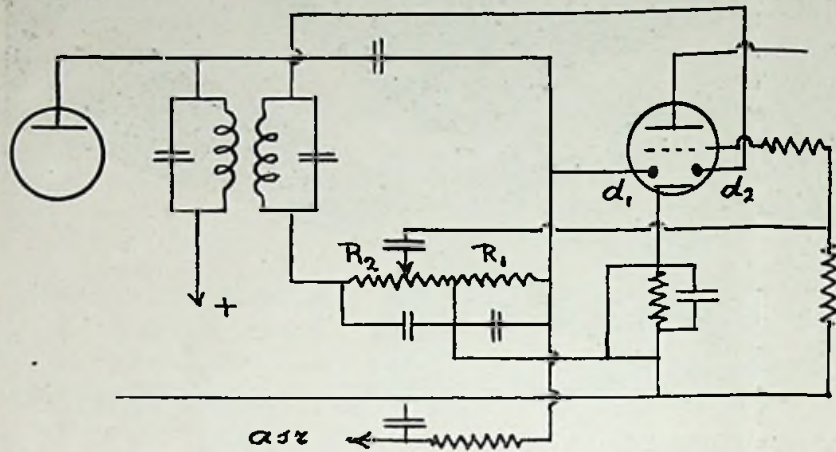 d₁ d₂
R₂ R₁
+
asr